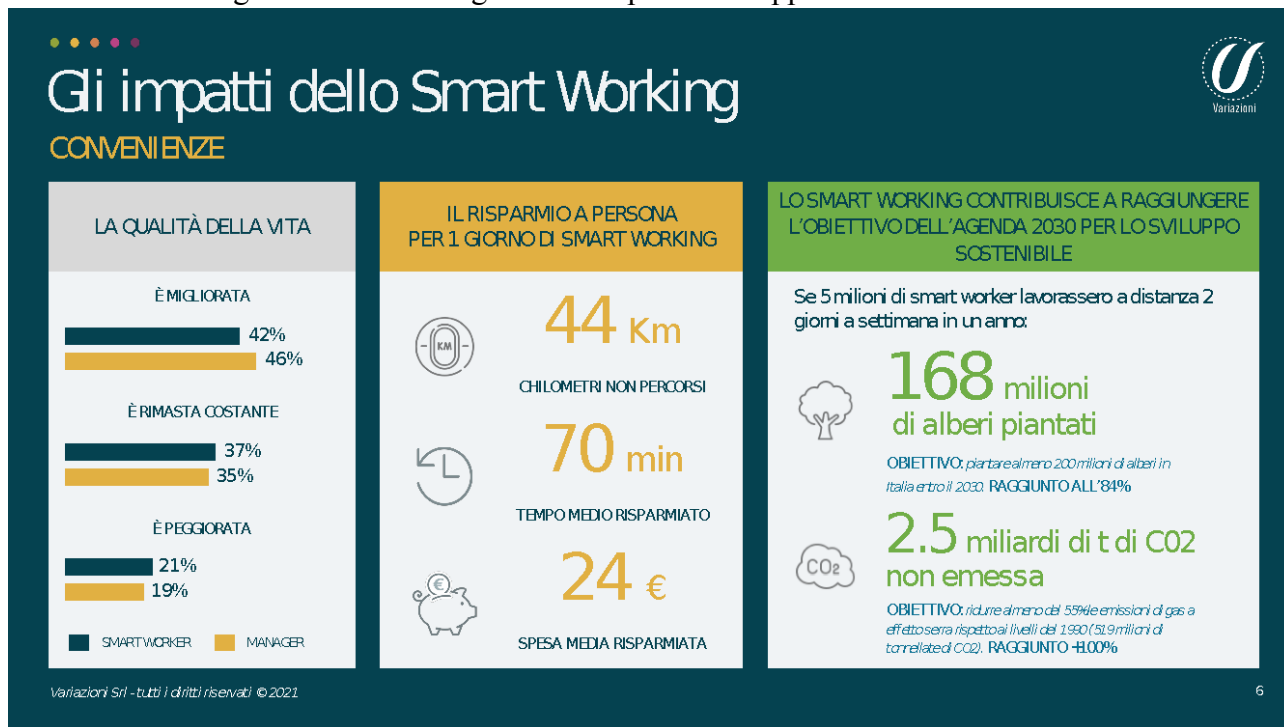 Gli impatti dello Smart Working
CONVENIENZE
Variazioni
LA QUALITÀ DELLA VITA
È MIGLIORATA
42%
46%
È RIMASTA COSTANTE
37%
35%
È PEGGIORATA
21%
19%
SMART WORKER MANAGER
IL RISPARMIO A PERSONA
PER 1 GIORNO DI SMART WORKING
KM
44 Km
CHILOMETRI NON PERCORSI
70 min
TEMPO MEDIO RISPARMIATO
€
24 €
SPESA MEDIA RISPARMIATA
LO SMART WORKING CONTRIBUISCE A RAGGIUNGERE
L'OBIETTIVO DELL'AGENDA 2030 PER LO SVILUPPO
SOSTENIBILE
Se 5 milioni di smart worker lavorassero a distanza 2
giorni a settimana in un anno:
168 milioni
di alberi piantati
OBIETTIVO: piantare almeno 200 milioni di alberi in
Italia entro il 2030. RAGGIUNTO ALL'84%
CO2
2.5 miliardi di t di C02
non emessa
OBIETTIVO: ridurre almeno del 55% le emissioni di gas a
effetto serra rispetto ai livelli del 1990 (519 milioni di
tonnellate di CO2). RAGGIUNTO +100%
Variazioni Srl - tutti i diritti riservati © 2021
6